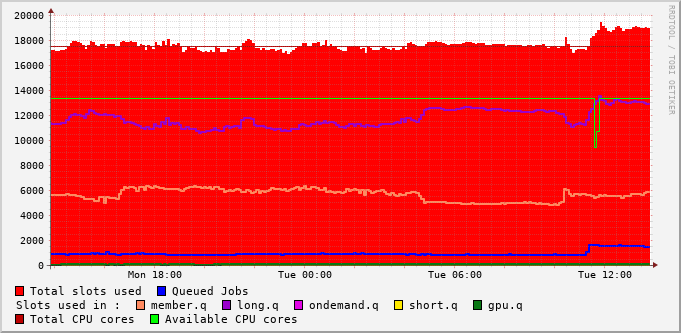 20000
18000
16000
14000
12000
10000
8000
6000
4000
2000
0
Mon 18:00 Tue 00:00 Tue 06:00 Tue 12:00
RRDTOOL / TOBI OETIKER
Total slots used Queued Jobs
Slots used in : member.q long.q ondemand.q short.q gpu.q
Total CPU cores Available CPU cores